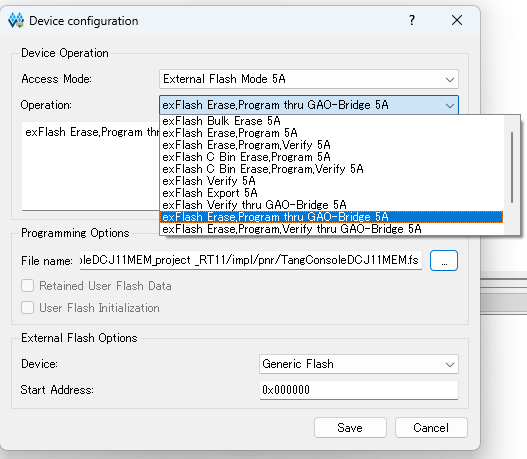 Device configuration
?
Device Operation
Access Mode:
External Flash Mode 5A
Operation:
exFlash Erase,Program thru GAO-Bridge 5A
exFlash Erase,Program thr
exFlash Bulk Erase 5A
exFlash Erase,Program 5A
exFlash Erase,Program,Verify 5A
exFlash C Bin Erase,Program 5A
exFlash C Bin Erase,Program,Verify 5A
exFlash Verify 5A
exFlash Export 5A
exFlash Verify thru GAO-Bridge 5A
exFlash Erase,Program thru GAO-Bridge 5A
exFlash Erase,Program,Verify thru GAO-Bridge 5A
Programming Options
File name:
oleDCJ11MEM_project _RT11/impl/pnr/TangConsoleDCJ11MEM.fs
...
Retained User Flash Data
User Flash Initialization
External Flash Options
Device:
Generic Flash
Start Address:
0x000000
Save
Cancel